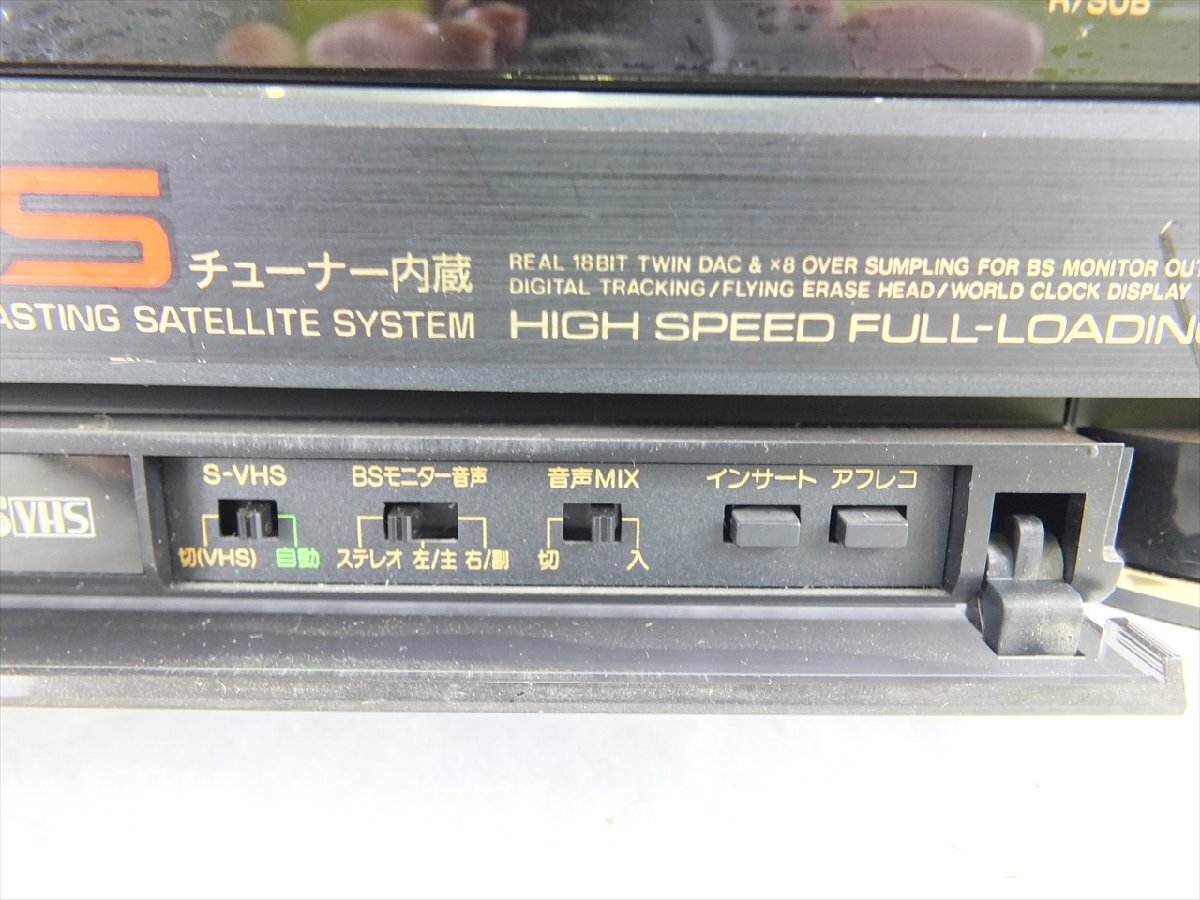 R/SUB
S チューナー内蔵
ASTING SATELLITE SYSTEM
REAL 18BIT TWIN DAC & ×8 OVER SUMPLING FOR BS MONITOR OUT
DIGITAL TRACKING/FLYING ERASE HEAD/WORLD CLOCK DISPLAY
HIGH SPEED FULL-LOADING
S-VHS BSモニター音声 音声MIX インサート アフレコ
SVHS
切(VHS) 自動 ステレオ 左/主 右/副 切 入